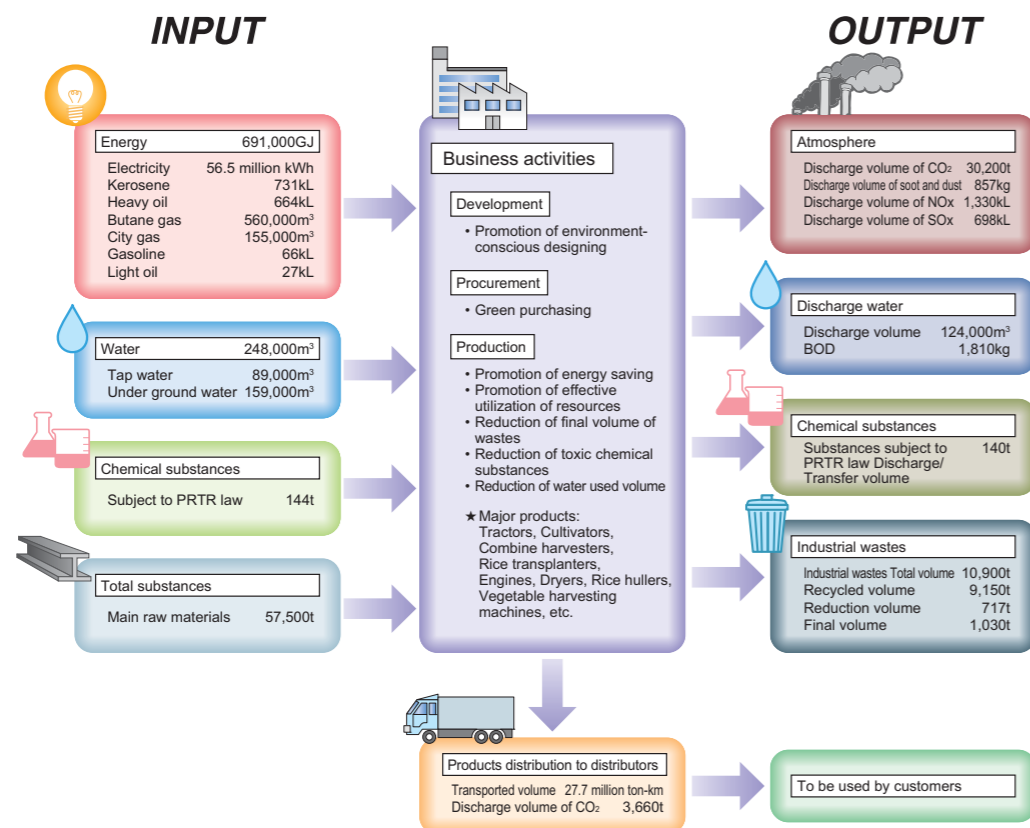 INPUT
OUTPUT
Energy 691,000GJ
Electricity 56.5 million kWh
Kerosene 731kL
Heavy oil 664kL
Butane gas 560,000m³
City gas 155,000m³
Gasoline 66kL
Light oil 27kL
Water 248,000m³
Tap water 89,000m³
Under ground water 159,000m³
Chemical substances
Subject to PRTR law 144t
Total substances
Main raw materials 57,500t
Business activities
Development
• Promotion of environment-
conscious designing
Procurement
• Green purchasing
Production
• Promotion of energy saving
• Promotion of effective
utilization of resources
• Reduction of final volume of
wastes
• Reduction of toxic chemical
substances
• Reduction of water used volume
★ Major products:
Tractors, Cultivators,
Combine harvesters,
Rice transplanters,
Engines, Dryers, Rice hullers,
Vegetable harvesting
machines, etc.
Atmosphere
Discharge volume of CO₂ 30,200t
Discharge volume of soot and dust 857kg
Discharge volume of NOx 1,330kL
Discharge volume of SOx 698kL
Discharge water
Discharge volume 124,000m³
BOD 1,810kg
Chemical substances
Substances subject to 140t
PRTR law Discharge/
Transfer volume
Industrial wastes
Industrial wastes Total volume 10,900t
Recycled volume 9,150t
Reduction volume 717t
Final volume 1,030t
Products distribution to distributors
Transported volume 27.7 million ton-km
Discharge volume of CO₂ 3,660t
To be used by customers